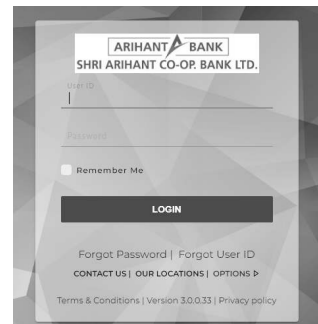 ARIHANT BANK
SHRI ARIHANT CO-OP. BANK LTD.
User ID
Password
Remember Me
LOGIN
Forgot Password | Forgot User ID
CONTACT US | OUR LOCATIONS | OPTIONS
Terms & Conditions | Version 3.0.0.33 | Privacy policy